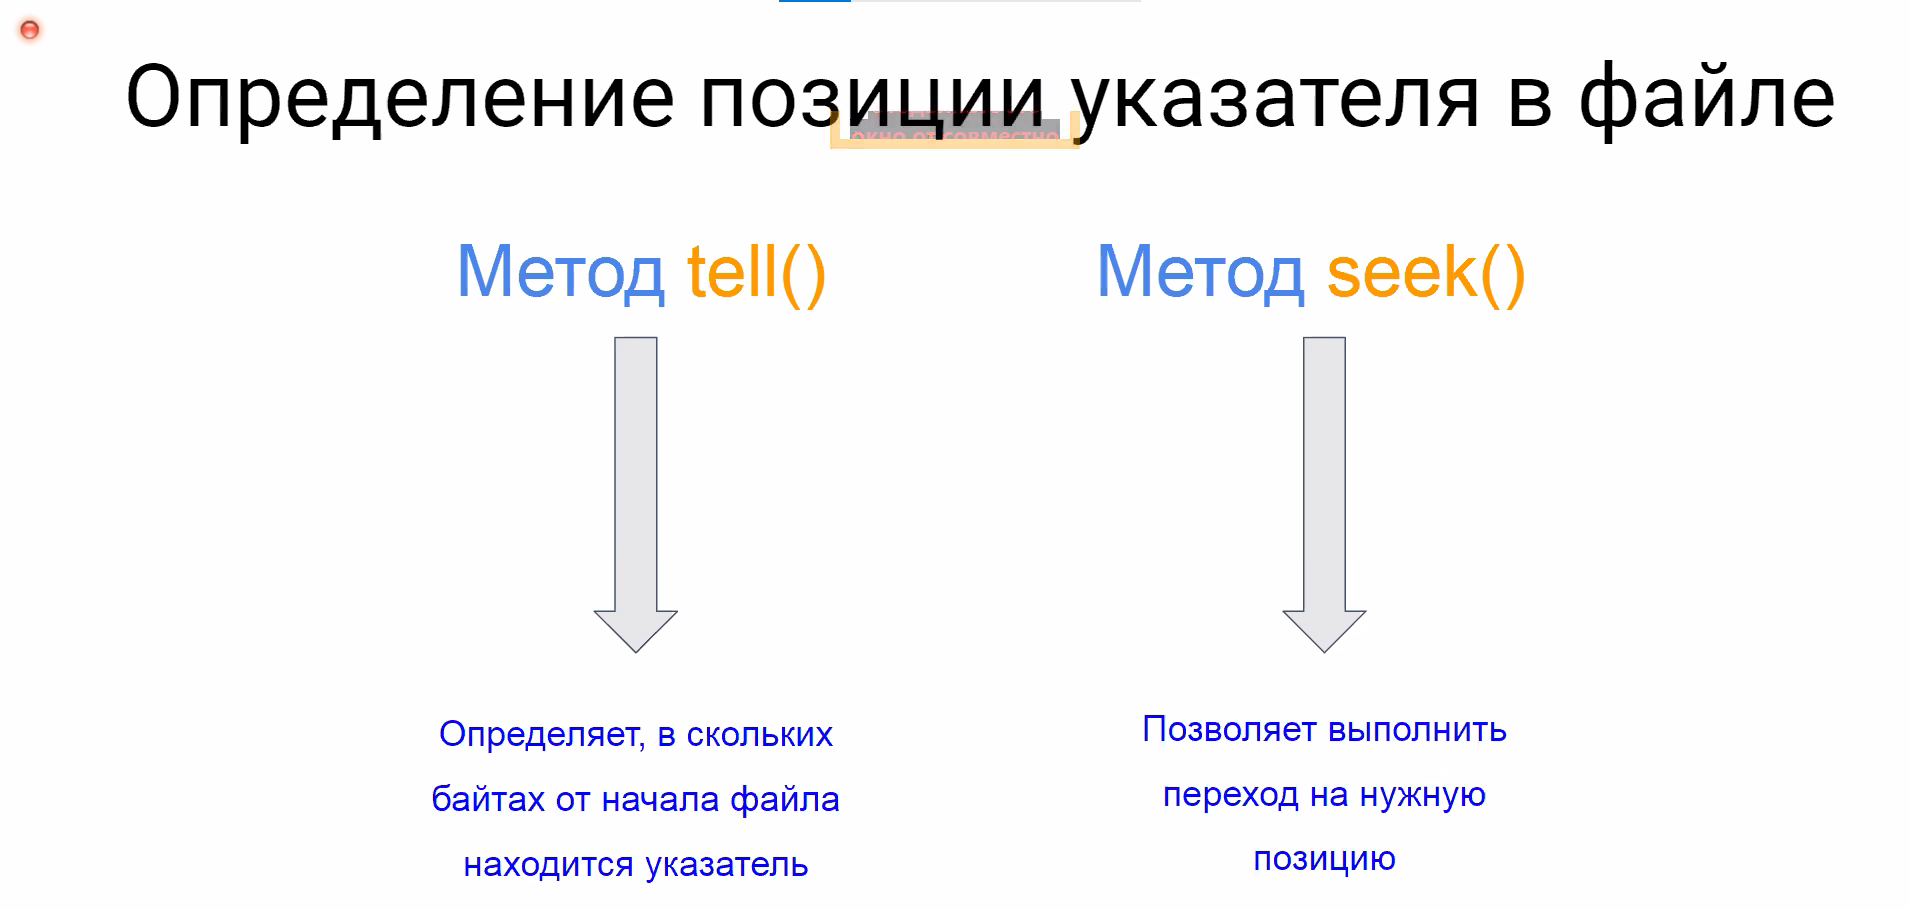 Определение позиции указателя в файле
окно от совместно
Метод tell()
Метод seek()
Определяет, в скольких
байтах от начала файла
находится указатель
Позволяет выполнить
переход на нужную
позицию